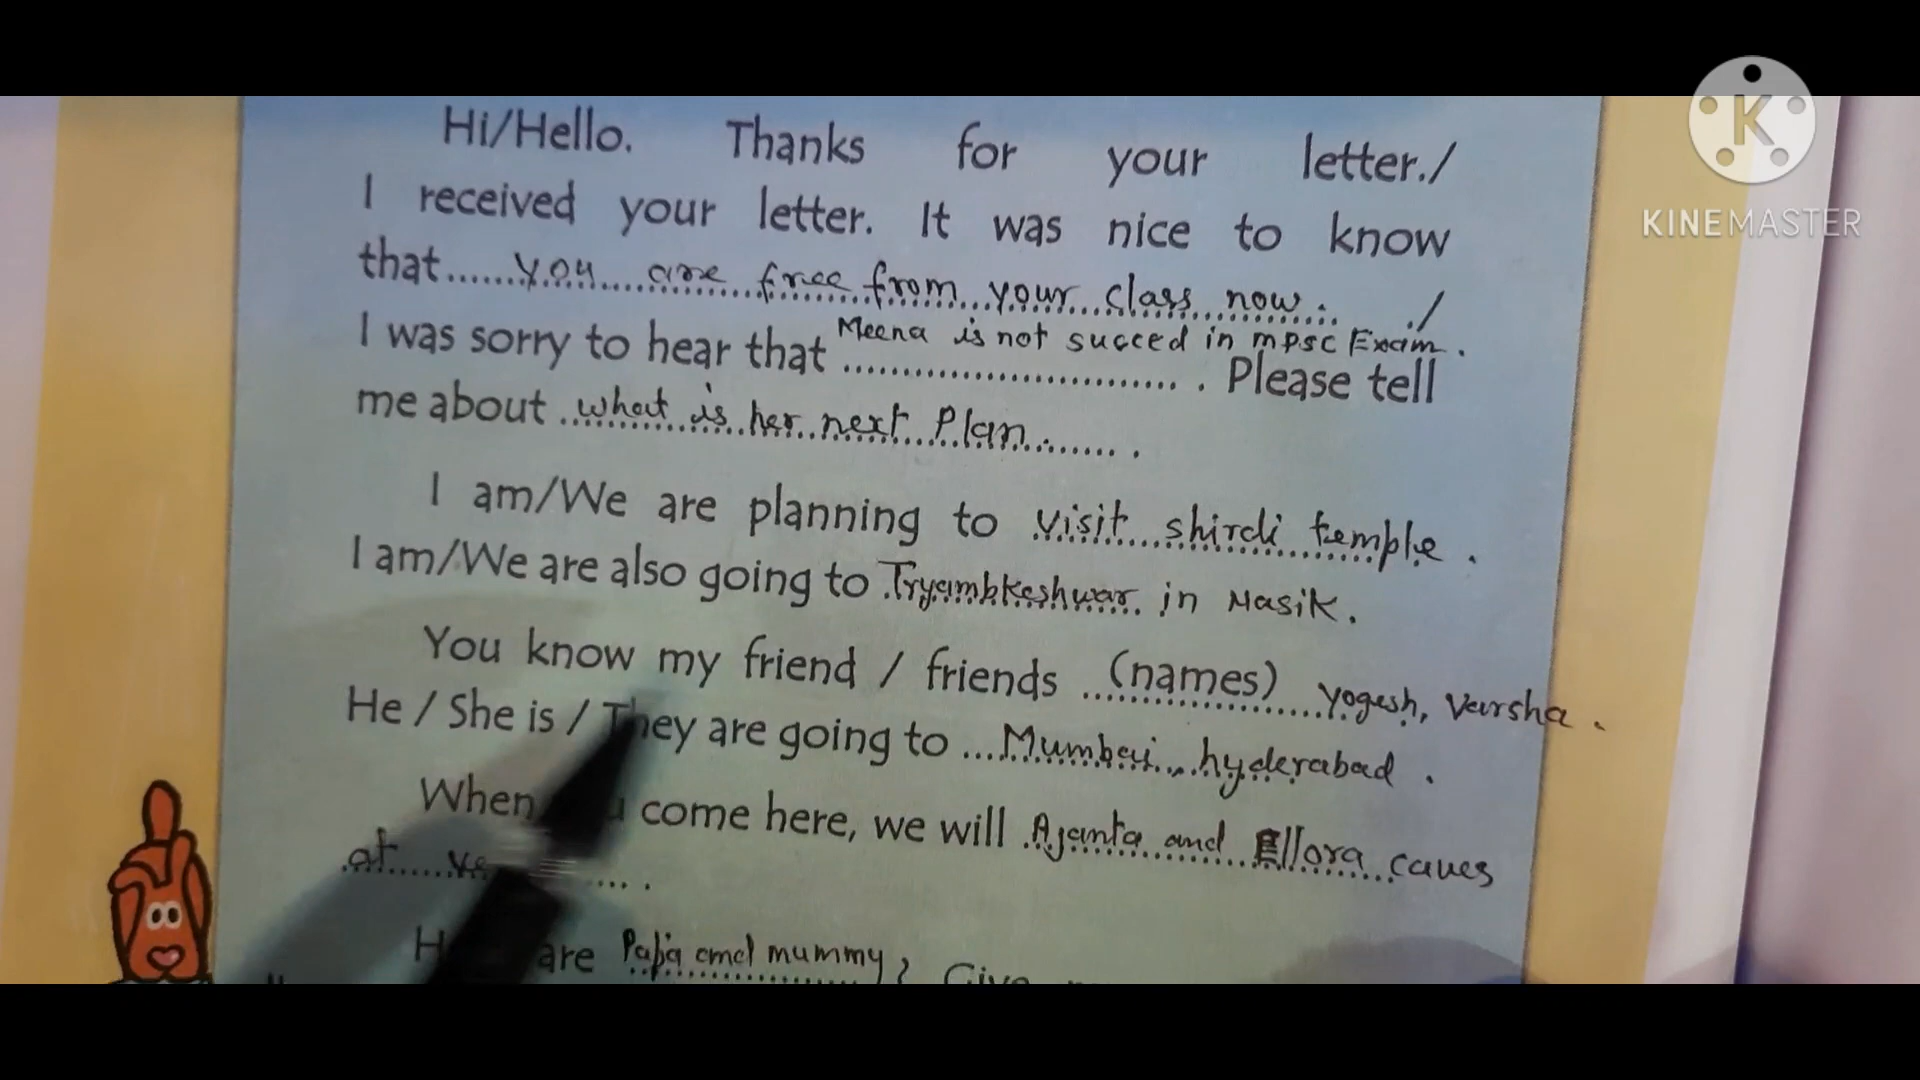 Hi/Hello. Thanks for your letter./
I received your letter. It was nice to know
that......you are free from your class now. ./
I was sorry to hear that Meena is not succed in mpsc Exam. . Please tell
me about what is her next Plan. .
I am/We are planning to visit shirdi temple .
I am/We are also going to Tryambkeshwar in Nasik.
You know my friend / friends (names) Yogesh, Varsha .
He / She is / They are going to ...Mumbai, hyderabad .
When come here, we will Ajanta and Ellora caves
at
are Papa and mummy?
K
KINEMASTER